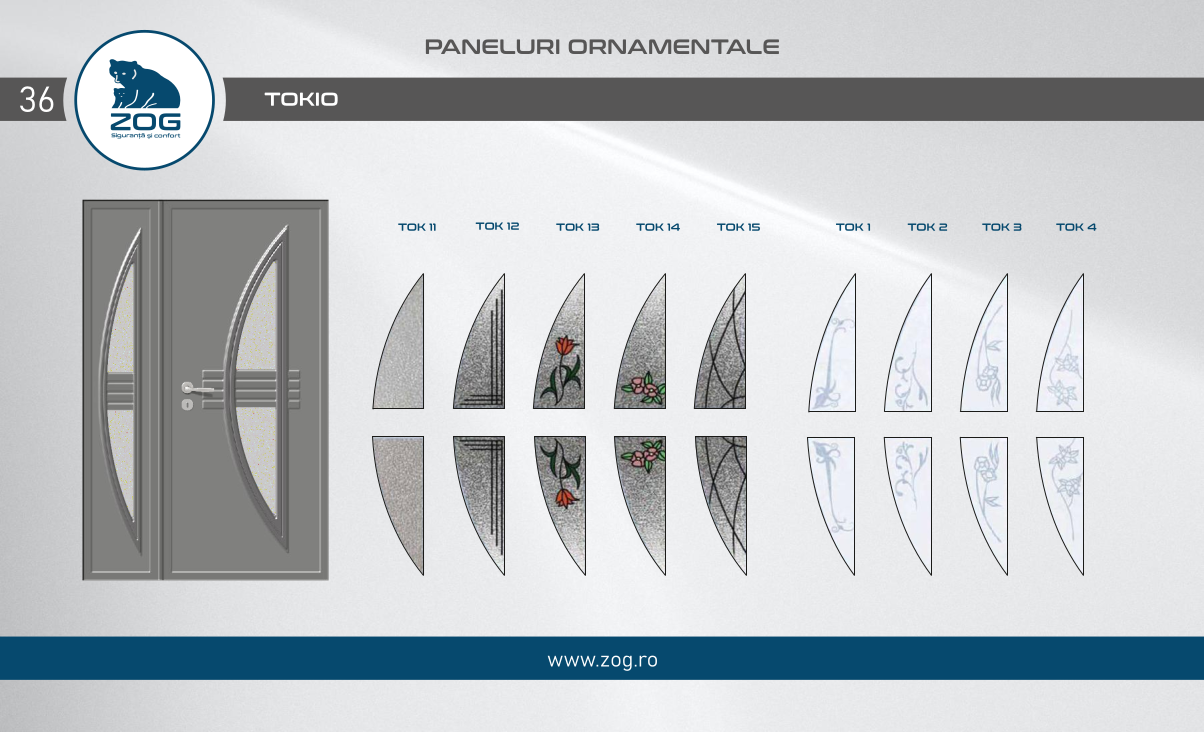 PANELURI ORNAMENTALE
36
TOKIO
ZOG
Siguranță și confort
TOK 11 TOK 12 TOK 13 TOK 14 TOK 15 TOK 1 TOK 2 TOK 3 TOK 4
www.zog.ro